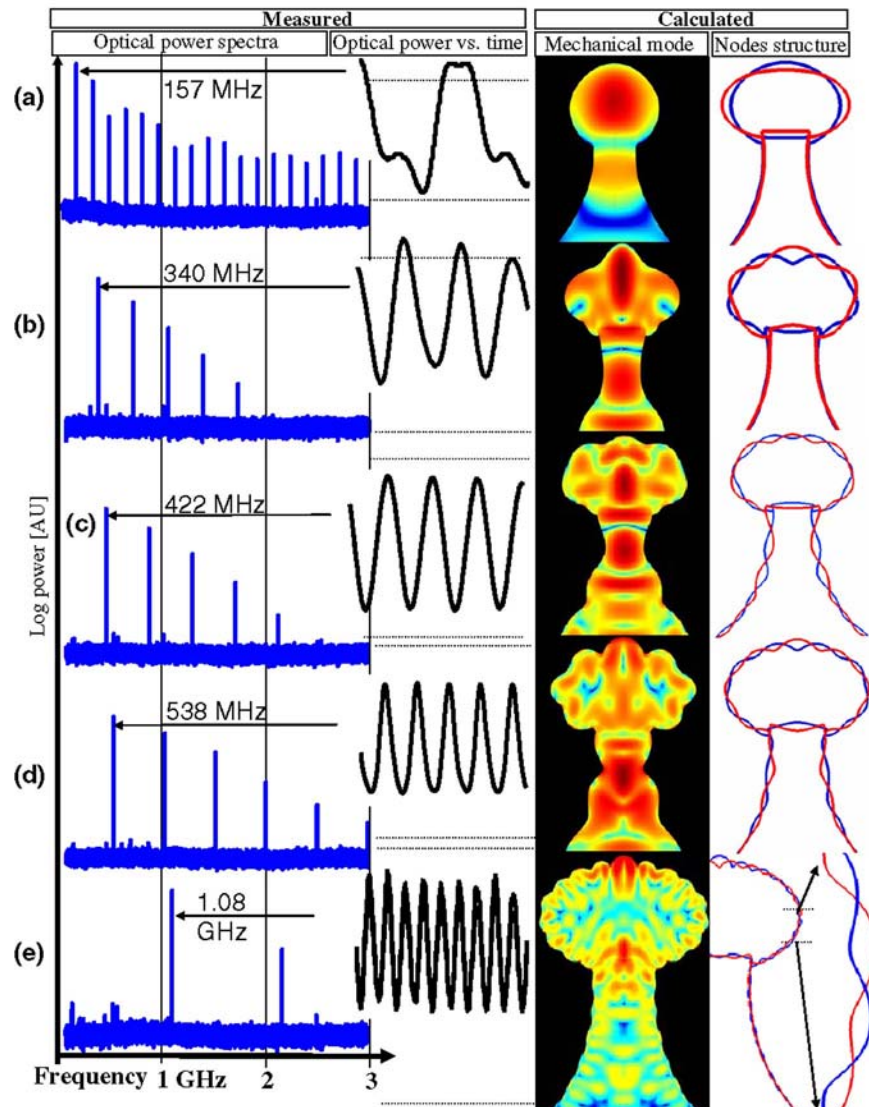 Measured Calculated
Optical power spectra Optical power vs. time Mechanical mode Nodes structure
(a) 157 MHz
(b) 340 MHz
(c) 422 MHz
(d) 538 MHz
(e) 1.08
GHz
Log power [AU]
Frequency 1 GHz 2 3